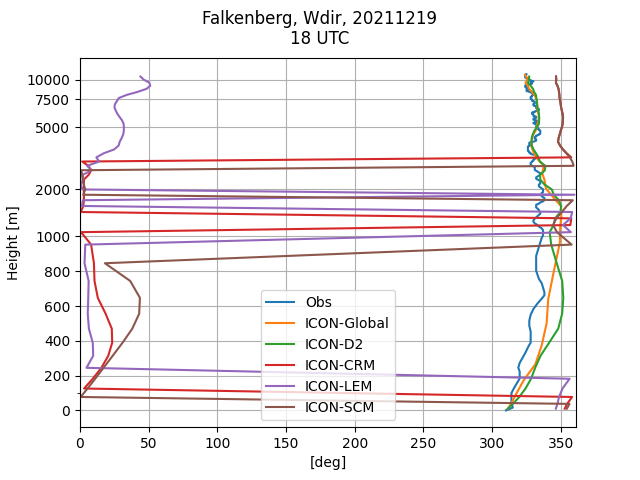 Falkenberg, Wdir, 20211219
18 UTC
Height [m]
10000
7500
5000
2000
1000
800
600
400
200
0
Obs
ICON-Global
ICON-D2
ICON-CRM
ICON-LEM
ICON-SCM
0 50 100 150 200 250 300 350
[deg]